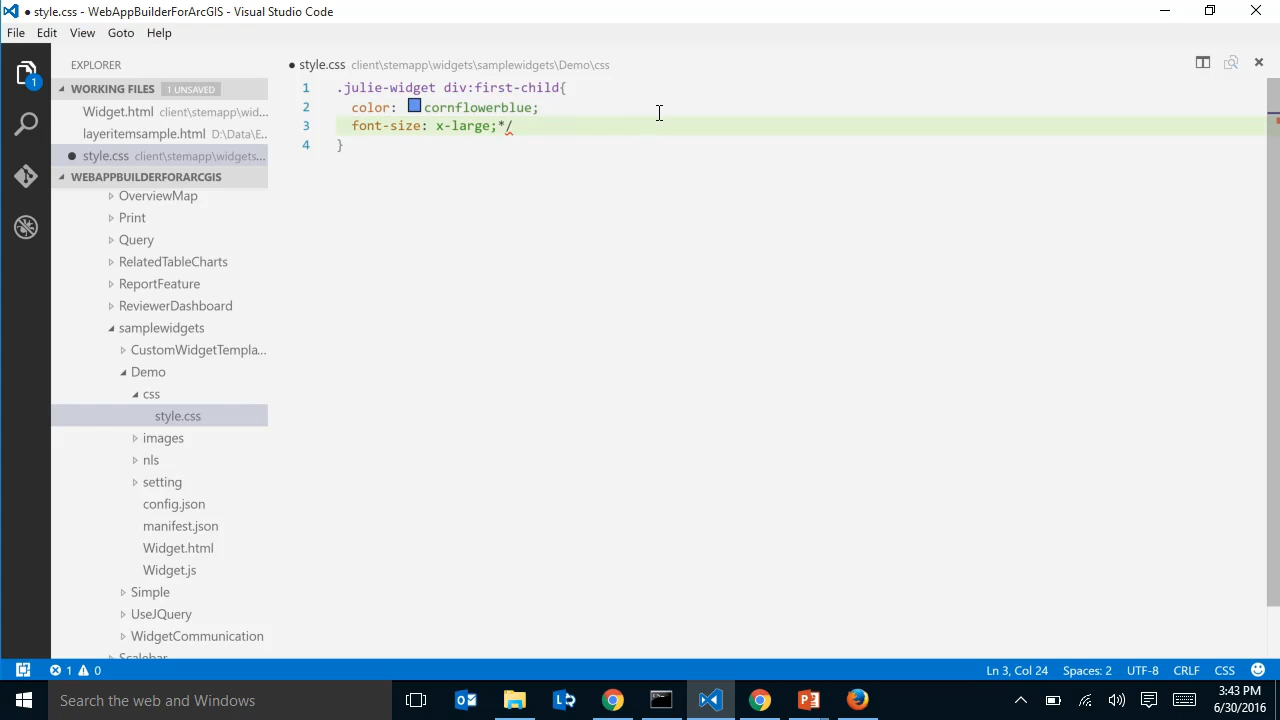 style.css - WebAppBuilderForArcGIS - Visual Studio Code
File Edit View Goto Help
EXPLORER
WORKING FILES 1 UNSAVED
Widget.html client\stemapp\wid...
layeritemsample.html D:\Data\E...
style.css client\stemapp\widgets...
WEBAPPBUILDERFORARCGIS
OverviewMap
Print
Query
RelatedTableCharts
ReportFeature
ReviewerDashboard
samplewidgets
CustomWidgetTempla...
Demo
css
style.css
images
nls
setting
config.json
manifest.json
Widget.html
Widget.js
Simple
UseJQuery
WidgetCommunication
Scalebar
1
style.css client\stemapp\widgets\samplewidgets\Demo\css
1 .julie-widget div:first-child{
2 color: cornflowerblue;
3 font-size: x-large;*/
4 }
1 0
Ln 3, Col 24 Spaces: 2 UTF-8 CRLF CSS
Search the web and Windows
3:43 PM
6/30/2016